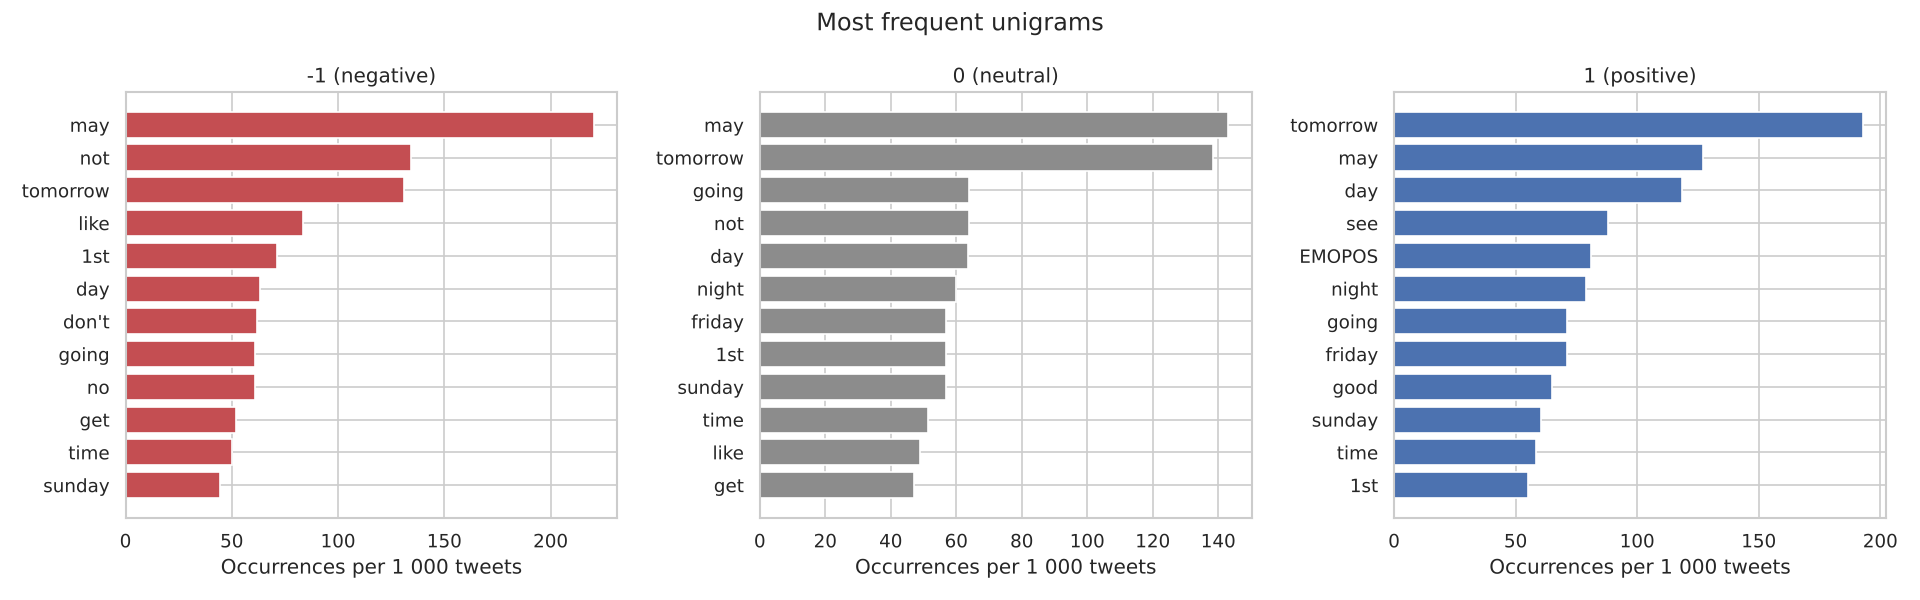 Most frequent unigrams
-1 (negative)
may
not
tomorrow
like
1st
day
don't
going
no
get
time
sunday
0 50 100 150 200
Occurrences per 1 000 tweets
0 (neutral)
may
tomorrow
going
not
day
night
friday
1st
sunday
time
like
get
0 20 40 60 80 100 120 140
Occurrences per 1 000 tweets
1 (positive)
tomorrow
may
day
see
EMOPOS
night
going
friday
good
sunday
time
1st
0 50 100 150 200
Occurrences per 1 000 tweets